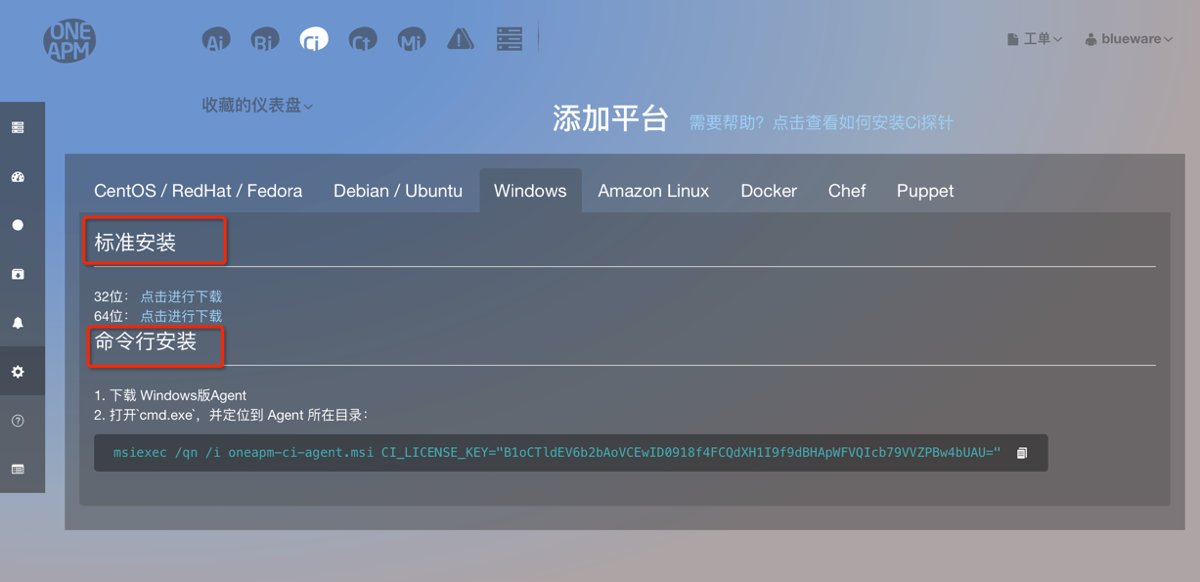 ONE
APM
Ai Bi Ci Ct Mi
工单 blueware
收藏的仪表盘
添加平台 需要帮助？点击查看如何安装Ci探针
CentOS / RedHat / Fedora Debian / Ubuntu Windows Amazon Linux Docker Chef Puppet
标准安装
32位： 点击进行下载
64位： 点击进行下载
命令行安装
1. 下载 Windows版Agent
2. 打开`cmd.exe`，并定位到 Agent 所在目录：
msiexec /qn /i oneapm-ci-agent.msi CI_LICENSE_KEY="B1oCTldEV6b2bAoVCEwID0918f4FCQdXH1I9f9dBHApWFVQIcb79VVZPBw4bUAU="